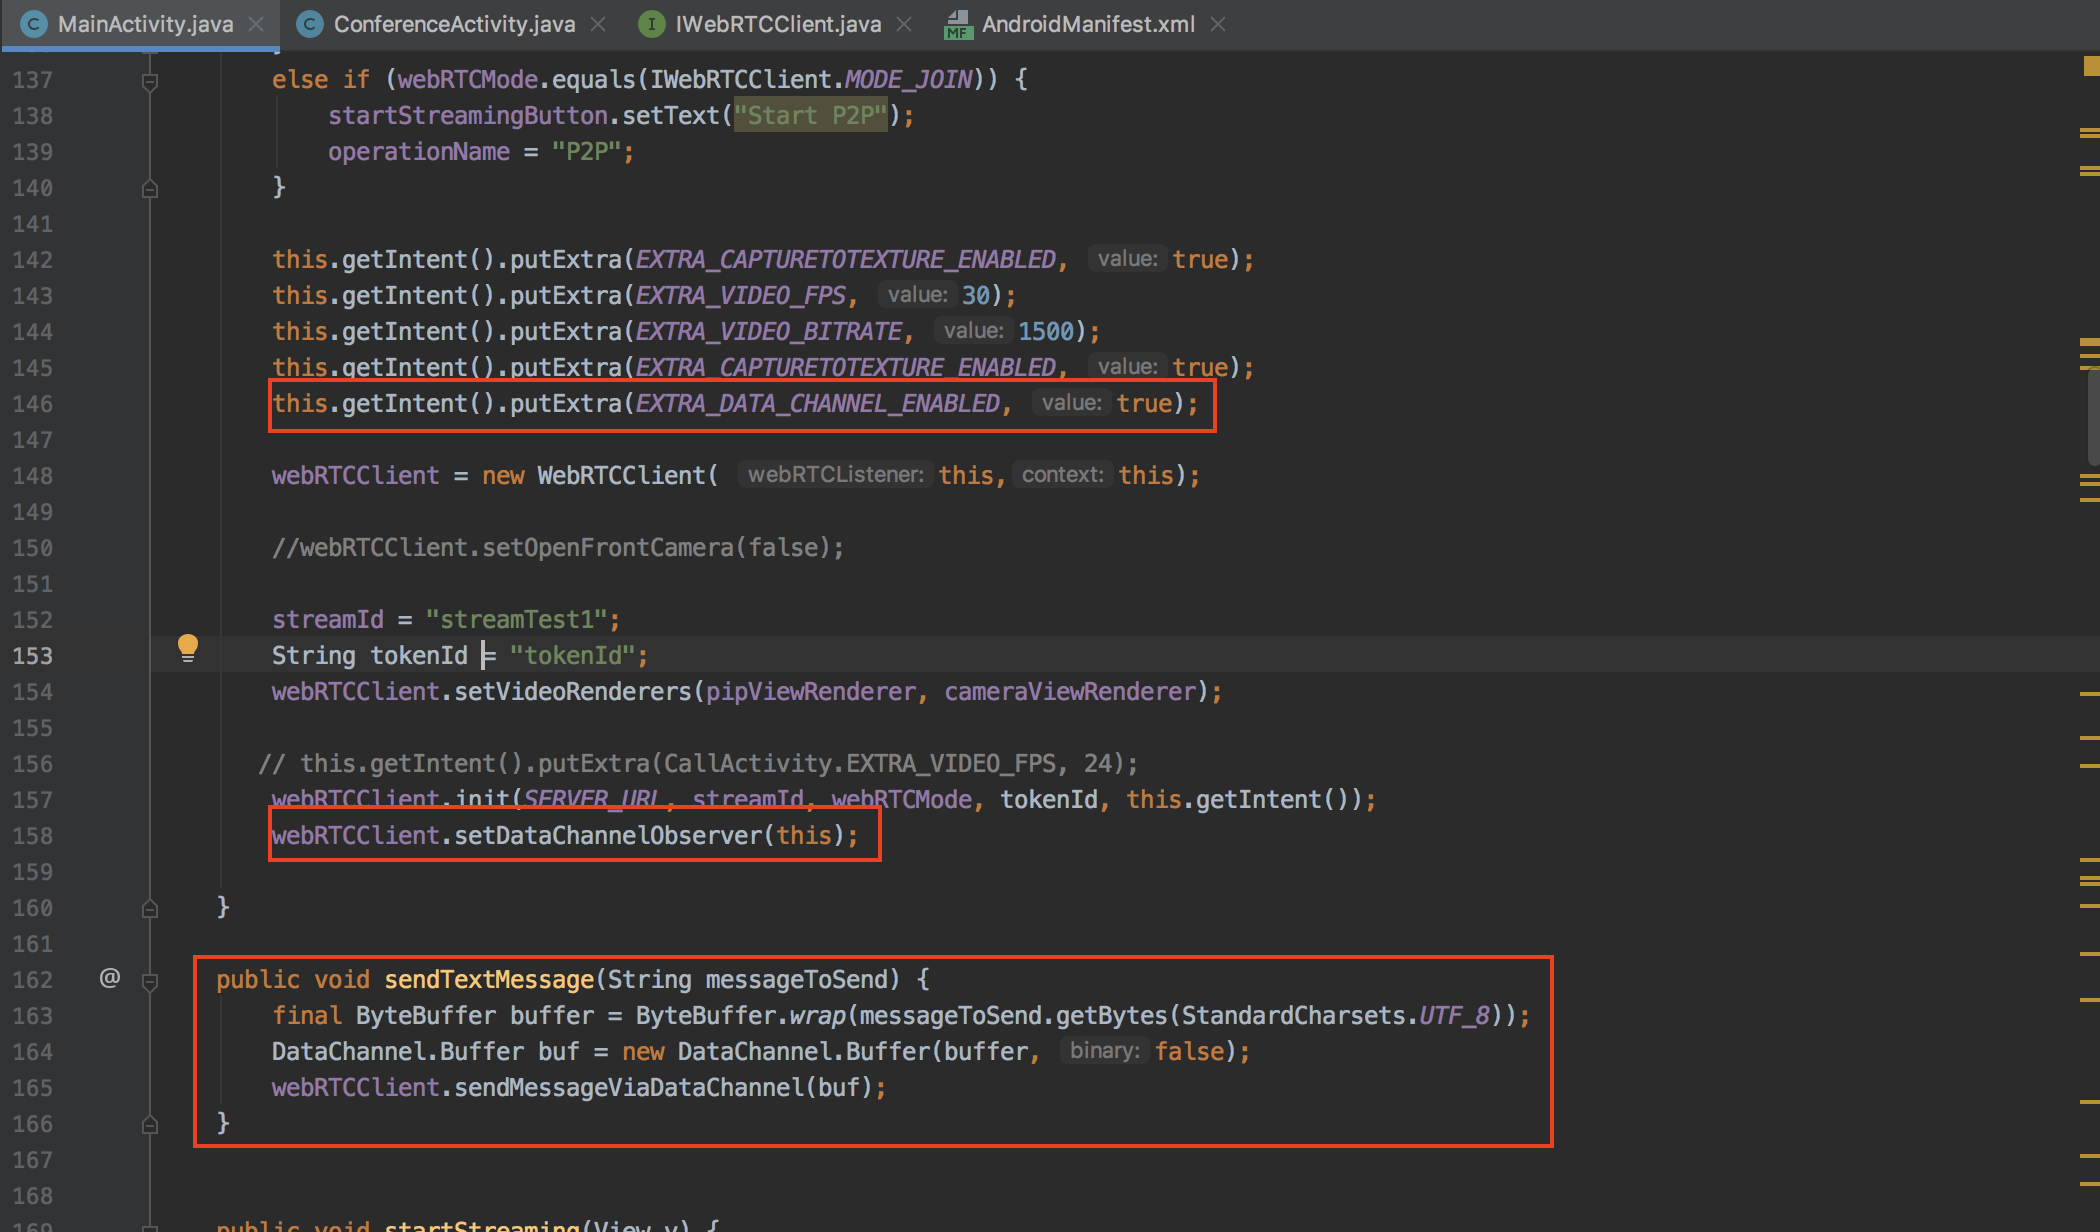 MainActivity.java ConferenceActivity.java IWebRTCClient.java AndroidManifest.xml
137 else if (webRTCMode.equals(IWebRTCClient.MODE_JOIN)) {
138 startStreamingButton.setText("Start P2P");
139 operationName = "P2P";
140 }
141
142 this.getIntent().putExtra(EXTRA_CAPTURETOTEXTURE_ENABLED, value: true);
143 this.getIntent().putExtra(EXTRA_VIDEO_FPS, value: 30);
144 this.getIntent().putExtra(EXTRA_VIDEO_BITRATE, value: 1500);
145 this.getIntent().putExtra(EXTRA_CAPTURETOTEXTURE_ENABLED, value: true);
146 this.getIntent().putExtra(EXTRA_DATA_CHANNEL_ENABLED, value: true);
147
148 webRTCClient = new WebRTCClient( webRTCListener: this, context: this);
149
150 //webRTCClient.setOpenFrontCamera(false);
151
152 streamId = "streamTest1";
153 String tokenId = "tokenId";
154 webRTCClient.setVideoRenderers(pipViewRenderer, cameraViewRenderer);
155
156 // this.getIntent().putExtra(CallActivity.EXTRA_VIDEO_FPS, 24);
157 webRTCClient.init(SERVER_URL, streamId, webRTCMode, tokenId, this.getIntent());
158 webRTCClient.setDataChannelObserver(this);
159
160 }
161
162 @ public void sendTextMessage(String messageToSend) {
163 final ByteBuffer buffer = ByteBuffer.wrap(messageToSend.getBytes(StandardCharsets.UTF_8));
164 DataChannel.Buffer buf = new DataChannel.Buffer(buffer, binary: false);
165 webRTCClient.sendMessageViaDataChannel(buf);
166 }
167
168
169 public void startStreaming(View v) {